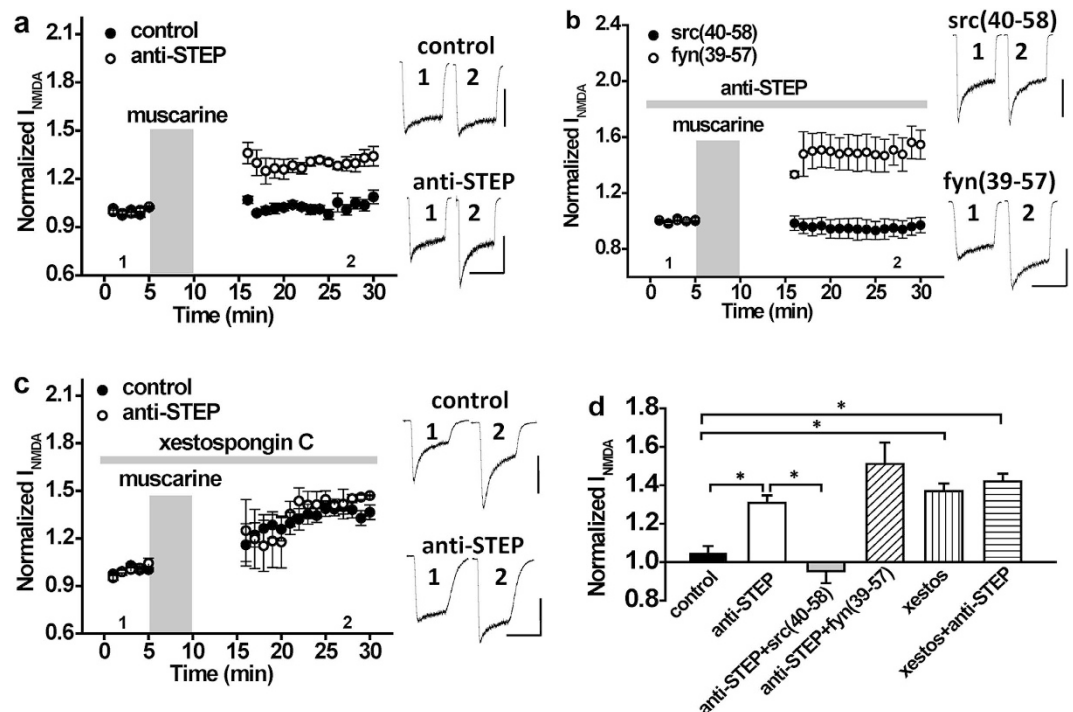 a
control
anti-STEP
muscarine
Normalized I_NMDA
2.1
1.8
1.5
1.2
0.9
0.6
0 5 10 15 20 25 30
Time (min)
1 2
control
1 2
anti-STEP
1 2
b
src(40-58)
fyn(39-57)
anti-STEP
muscarine
Normalized I_NMDA
2.4
2.0
1.6
1.2
0.8
0 5 10 15 20 25 30
Time (min)
1 2
src(40-58)
1 2
fyn(39-57)
1 2
c
control
anti-STEP
xestospongin C
muscarine
Normalized I_NMDA
2.1
1.8
1.5
1.2
0.9
0.6
0 5 10 15 20 25 30
Time (min)
1 2
control
1 2
anti-STEP
1 2
d
Normalized I_NMDA
1.8
1.6
1.4
1.2
1.0
0.8
*
*
* *
control
anti-STEP
anti-STEP+src(40-58)
anti-STEP+fyn(39-57)
xestos
xestos+anti-STEP